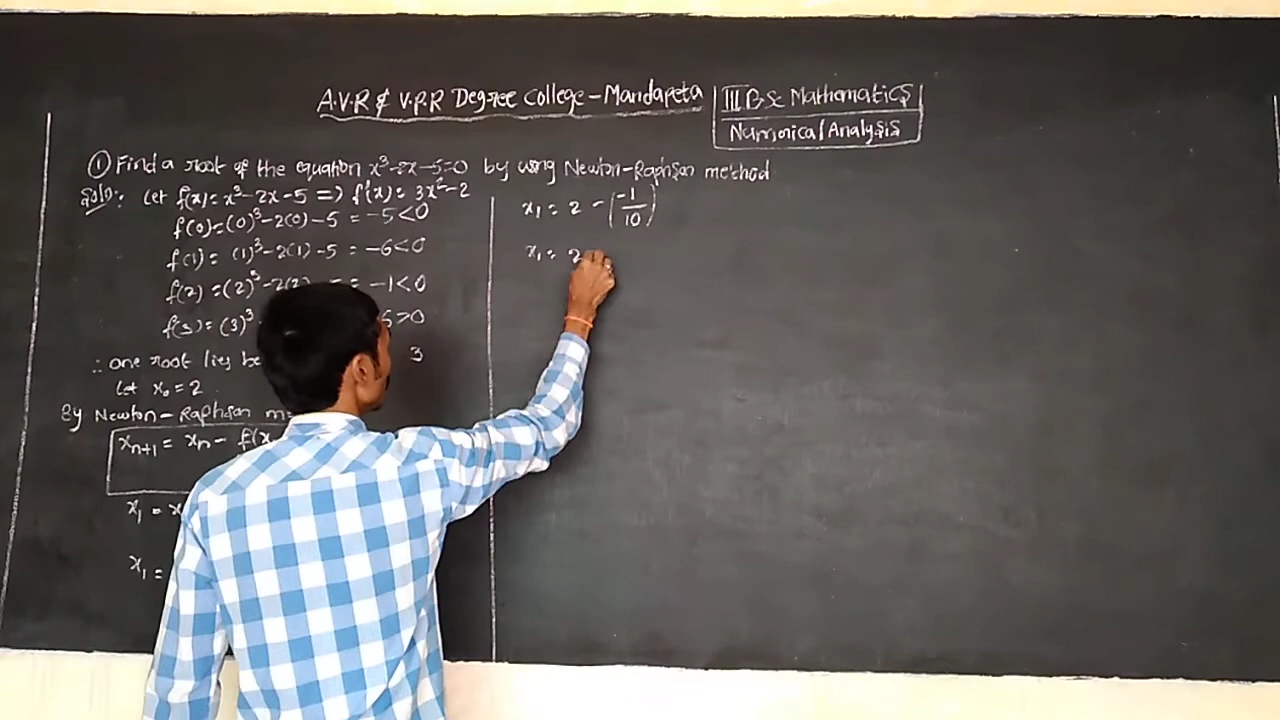 A.V.R & V.P.R Degree College - Mandapeta
III B.Sc Mathematics
Numerical Analysis
① Find a root of the equation x³-2x-5=0 by using Newton-Raphson method
Soln: Let f(x) = x³-2x-5 => f'(x) = 3x²-2
f(0) = (0)³-2(0)-5 = -5<0
f(1) = (1)³-2(1)-5 = -6<0
f(2) = (2)³-2(2) = -1<0
f(3) = (3)³ >0
∴ one root lies 3
Let x₀ = 2
By Newton-Raphson
xₙ₊₁ = xₙ - f(x
x₁ = x
x₁ =
x₁ = 2 - (-1/10)
x₁ = 2